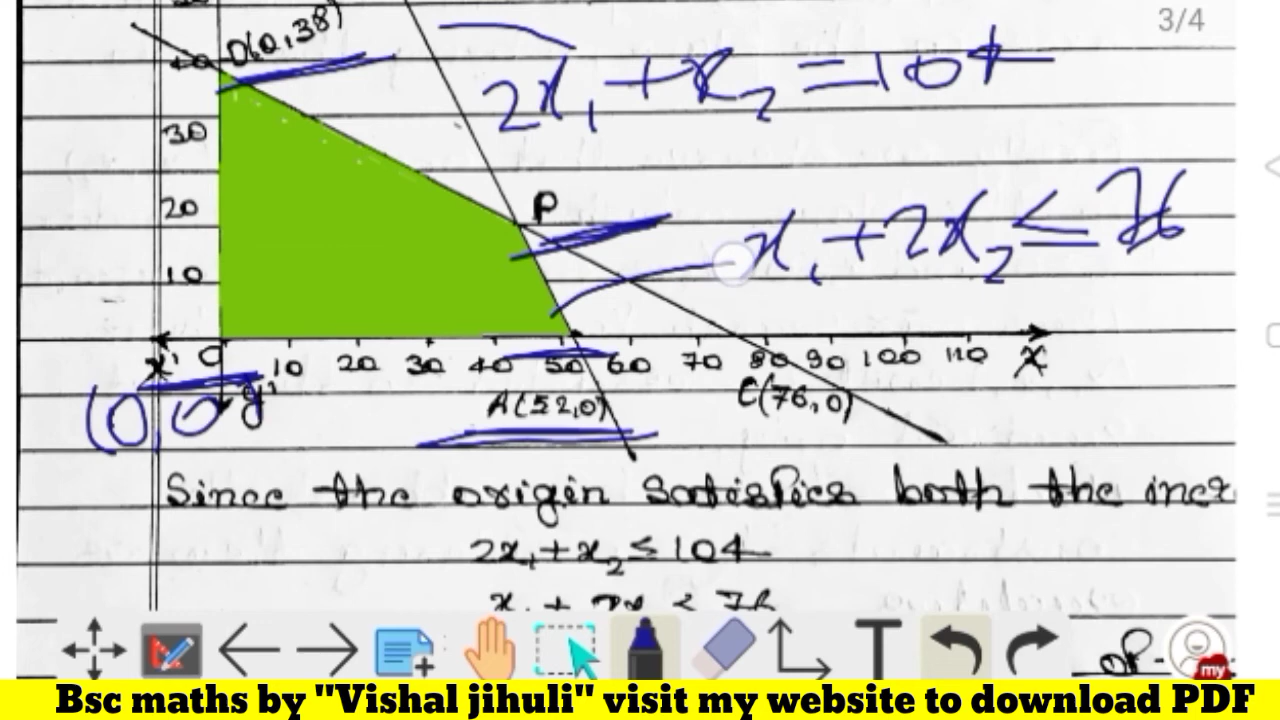 3/4
40 D(0,38)
2x₁+x₂=104
30
20 P
x₁+2x₂≤76
10
x' 0 10 20 30 40 50 60 70 80 90 100 110 X
(0,0) y' A(52,0) C(76,0)
Since the origin satisfies both the ine
2x₁+x₂≤104
T my
Bsc maths by "Vishal jihuli" visit my website to download PDF